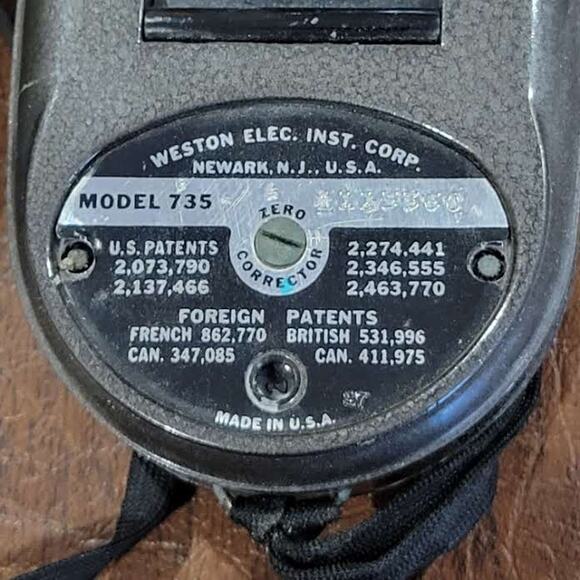 WESTON ELEC. INST. CORP.
NEWARK, N.J., U.S.A.
MODEL 735
ZERO CORRECTOR
U.S. PATENTS
2,073,790
2,137,466
2,274,441
2,346,555
2,463,770
FOREIGN PATENTS
FRENCH 862,770 BRITISH 531,996
CAN. 347,085 CAN. 411,975
MADE IN U.S.A.
27